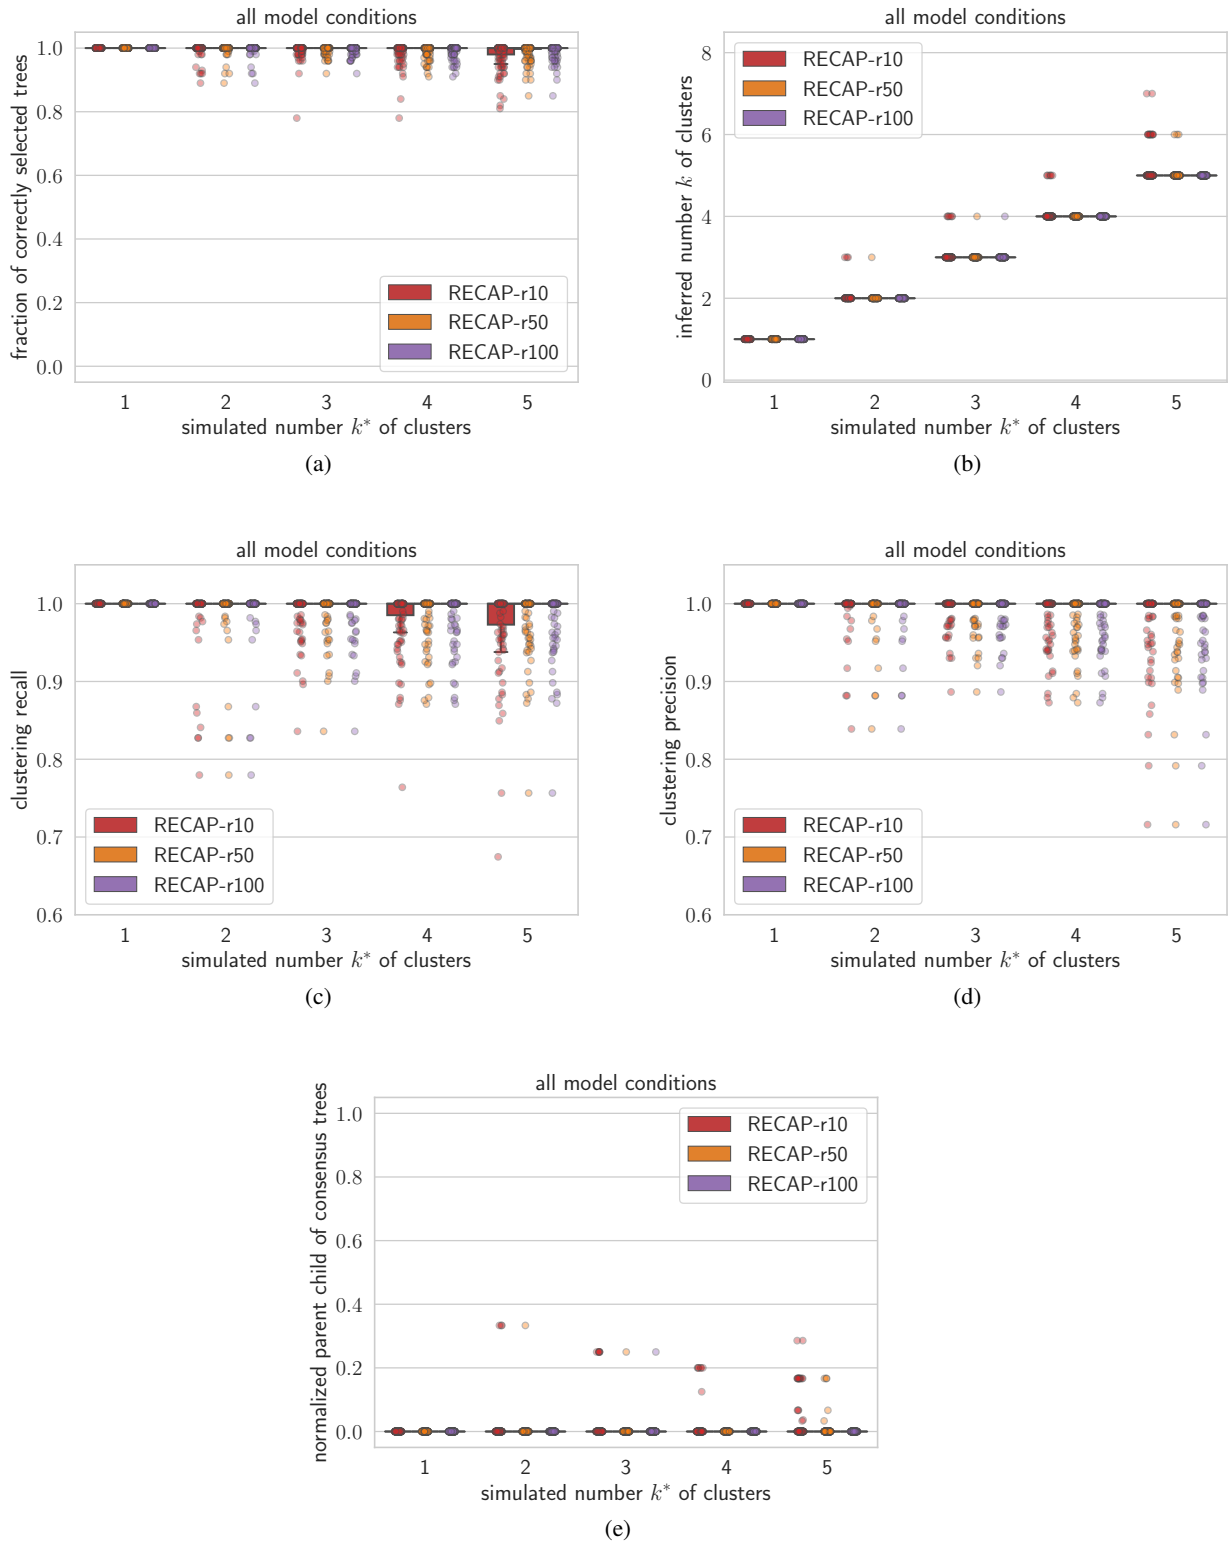 all model conditions
fraction of correctly selected trees
1.0
0.8
0.6
0.4
0.2
0.0
RECAP-r10
RECAP-r50
RECAP-r100
1 2 3 4 5
simulated number k* of clusters
(a)
all model conditions
inferred number k of clusters
8
6
4
2
0
RECAP-r10
RECAP-r50
RECAP-r100
1 2 3 4 5
simulated number k* of clusters
(b)
all model conditions
clustering recall
1.0
0.9
0.8
0.7
0.6
RECAP-r10
RECAP-r50
RECAP-r100
1 2 3 4 5
simulated number k* of clusters
(c)
all model conditions
clustering precision
1.0
0.9
0.8
0.7
0.6
RECAP-r10
RECAP-r50
RECAP-r100
1 2 3 4 5
simulated number k* of clusters
(d)
all model conditions
normalized parent child of consensus trees
1.0
0.8
0.6
0.4
0.2
0.0
RECAP-r10
RECAP-r50
RECAP-r100
1 2 3 4 5
simulated number k* of clusters
(e)